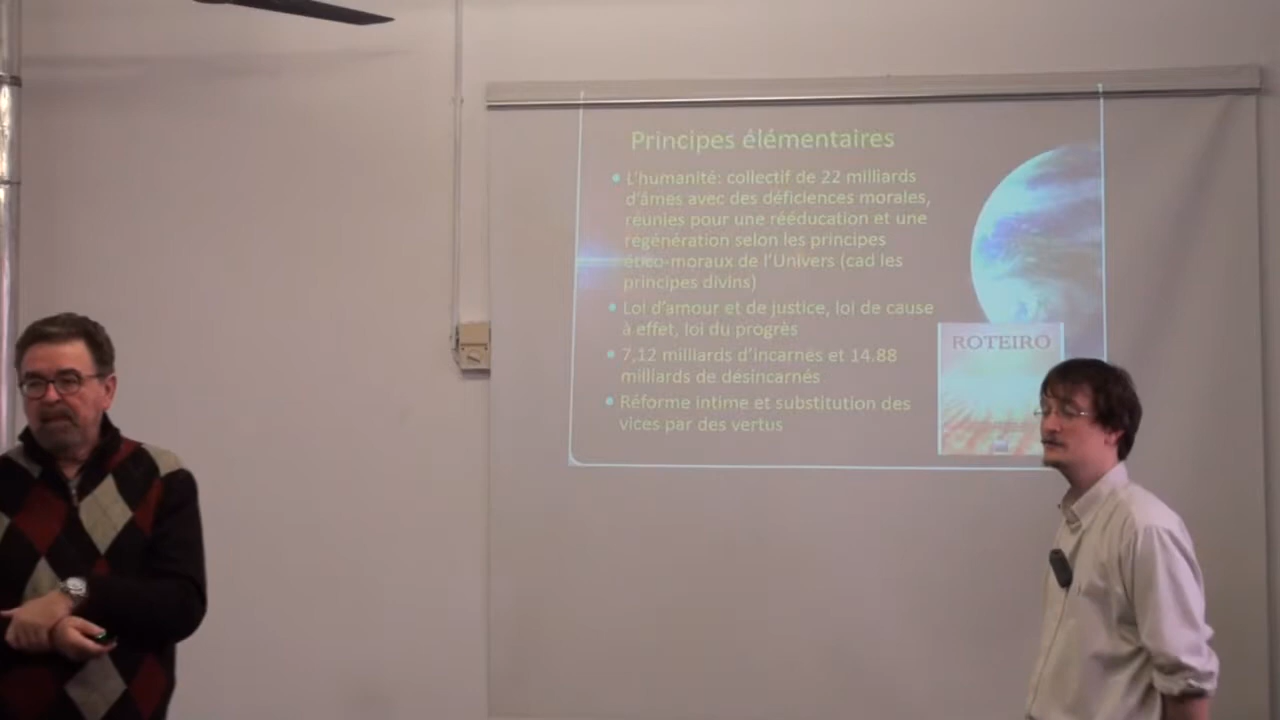 Principes élémentaires
• L'humanité: collectif de 22 milliards
d'âmes avec des déficiences morales,
réunies pour une rééducation et une
régénération selon les principes
ético-moraux de l'Univers (cad les
principes divins)
• Loi d'amour et de justice, loi de cause
à effet, loi du progrès
• 7,12 milliards d'incarnés et 14.88
milliards de désincarnés
• Réforme intime et substitution des
vices par des vertus
ROTEIRO